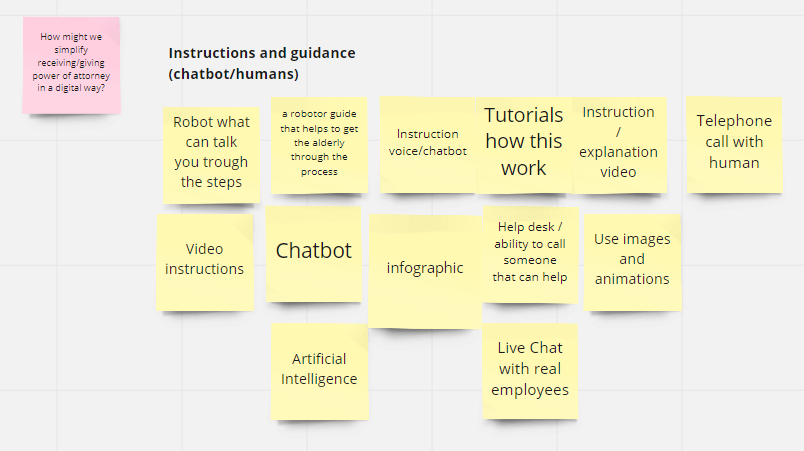 How might we
simplify
receiving/giving
power of attorney
in a digital way?
Instructions and guidance
(chatbot/humans)
Robot what
can talk
you trough
the steps
a robotor guide
that helps to get
the alderly
through the
process
Instruction
voice/chatbot
Tutorials
how this
work
Instruction
/
explanation
video
Telephone
call with
human
Video
instructions
Chatbot
infographic
Help desk /
ability to call
someone
that can help
Use images
and
animations
Artificial
Intelligence
Live Chat
with real
employees